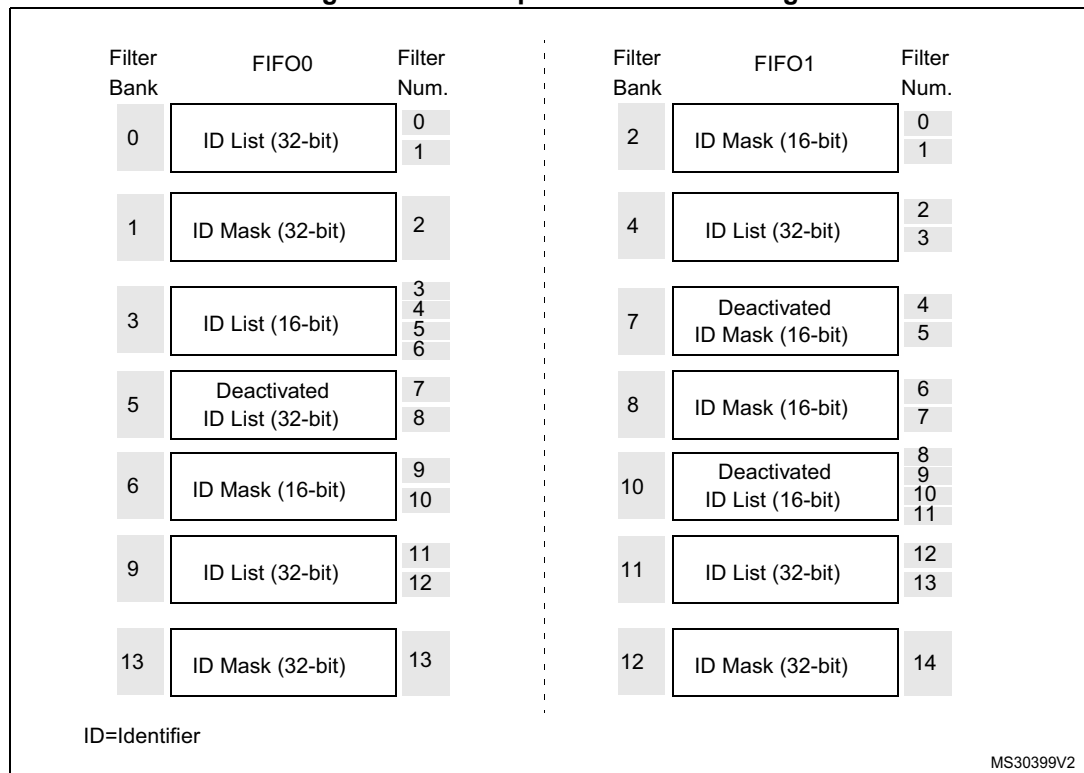 Filter Bank
FIFO0
Filter Num.
0
ID List (32-bit)
0
1
1
ID Mask (32-bit)
2
3
ID List (16-bit)
3
4
5
6
5
Deactivated
ID List (32-bit)
7
8
6
ID Mask (16-bit)
9
10
9
ID List (32-bit)
11
12
13
ID Mask (32-bit)
13
Filter Bank
FIFO1
Filter Num.
2
ID Mask (16-bit)
0
1
4
ID List (32-bit)
2
3
7
Deactivated
ID Mask (16-bit)
4
5
8
ID Mask (16-bit)
6
7
10
Deactivated
ID List (16-bit)
8
9
10
11
11
ID List (32-bit)
12
13
12
ID Mask (32-bit)
14
ID=Identifier
MS30399V2